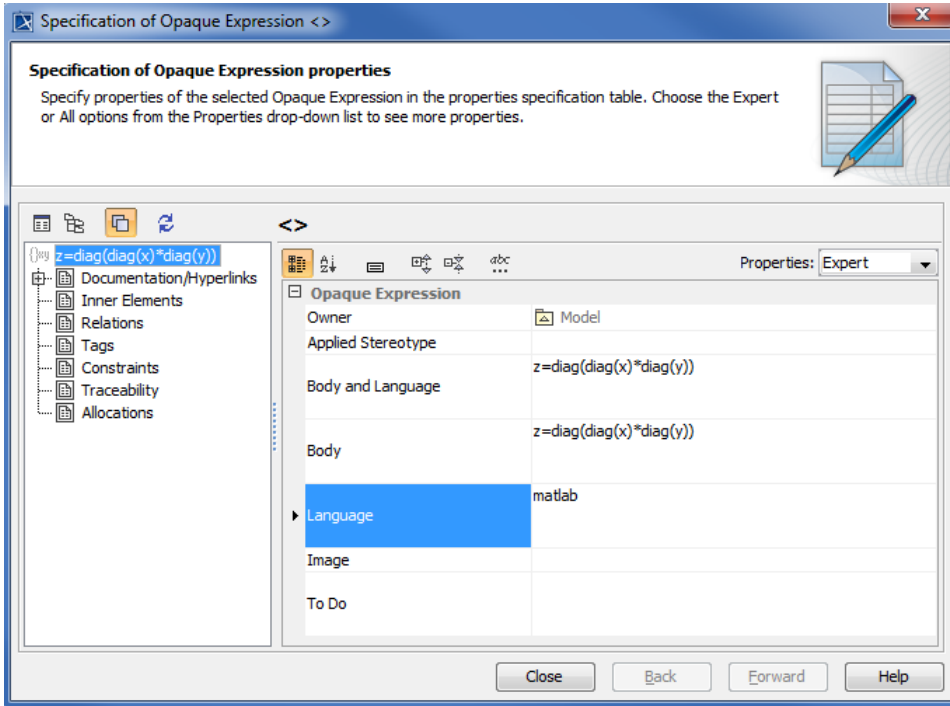 Specification of Opaque Expression <>
Specification of Opaque Expression properties
Specify properties of the selected Opaque Expression in the properties specification table. Choose the Expert
or All options from the Properties drop-down list to see more properties.
<>
z=diag(diag(x)*diag(y))
Documentation/Hyperlinks
Inner Elements
Relations
Tags
Constraints
Traceability
Allocations
Properties: Expert
Opaque Expression
Owner Model
Applied Stereotype
Body and Language z=diag(diag(x)*diag(y))
Body z=diag(diag(x)*diag(y))
Language matlab
Image
To Do
Close Back Forward Help